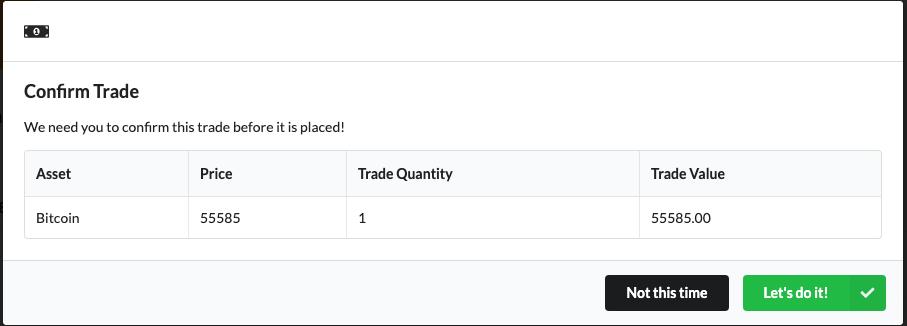 Confirm Trade
We need you to confirm this trade before it is placed!
Asset Price Trade Quantity Trade Value
Bitcoin 55585 1 55585.00
Not this time Let's do it!